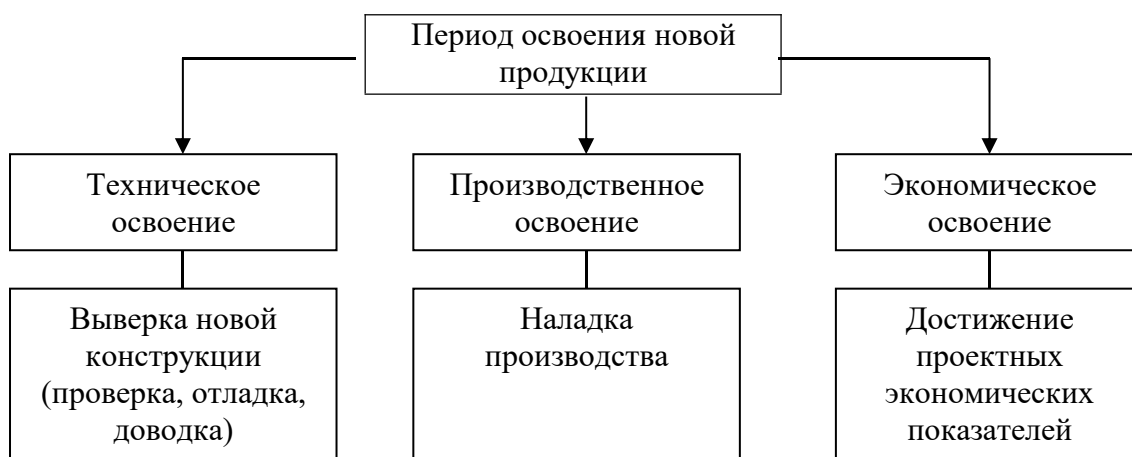 Период освоения новой
продукции
Техническое
освоение
Производственное
освоение
Экономическое
освоение
Выверка новой
конструкции
(проверка, отладка,
доводка)
Наладка
производства
Достижение
проектных
экономических
показателей